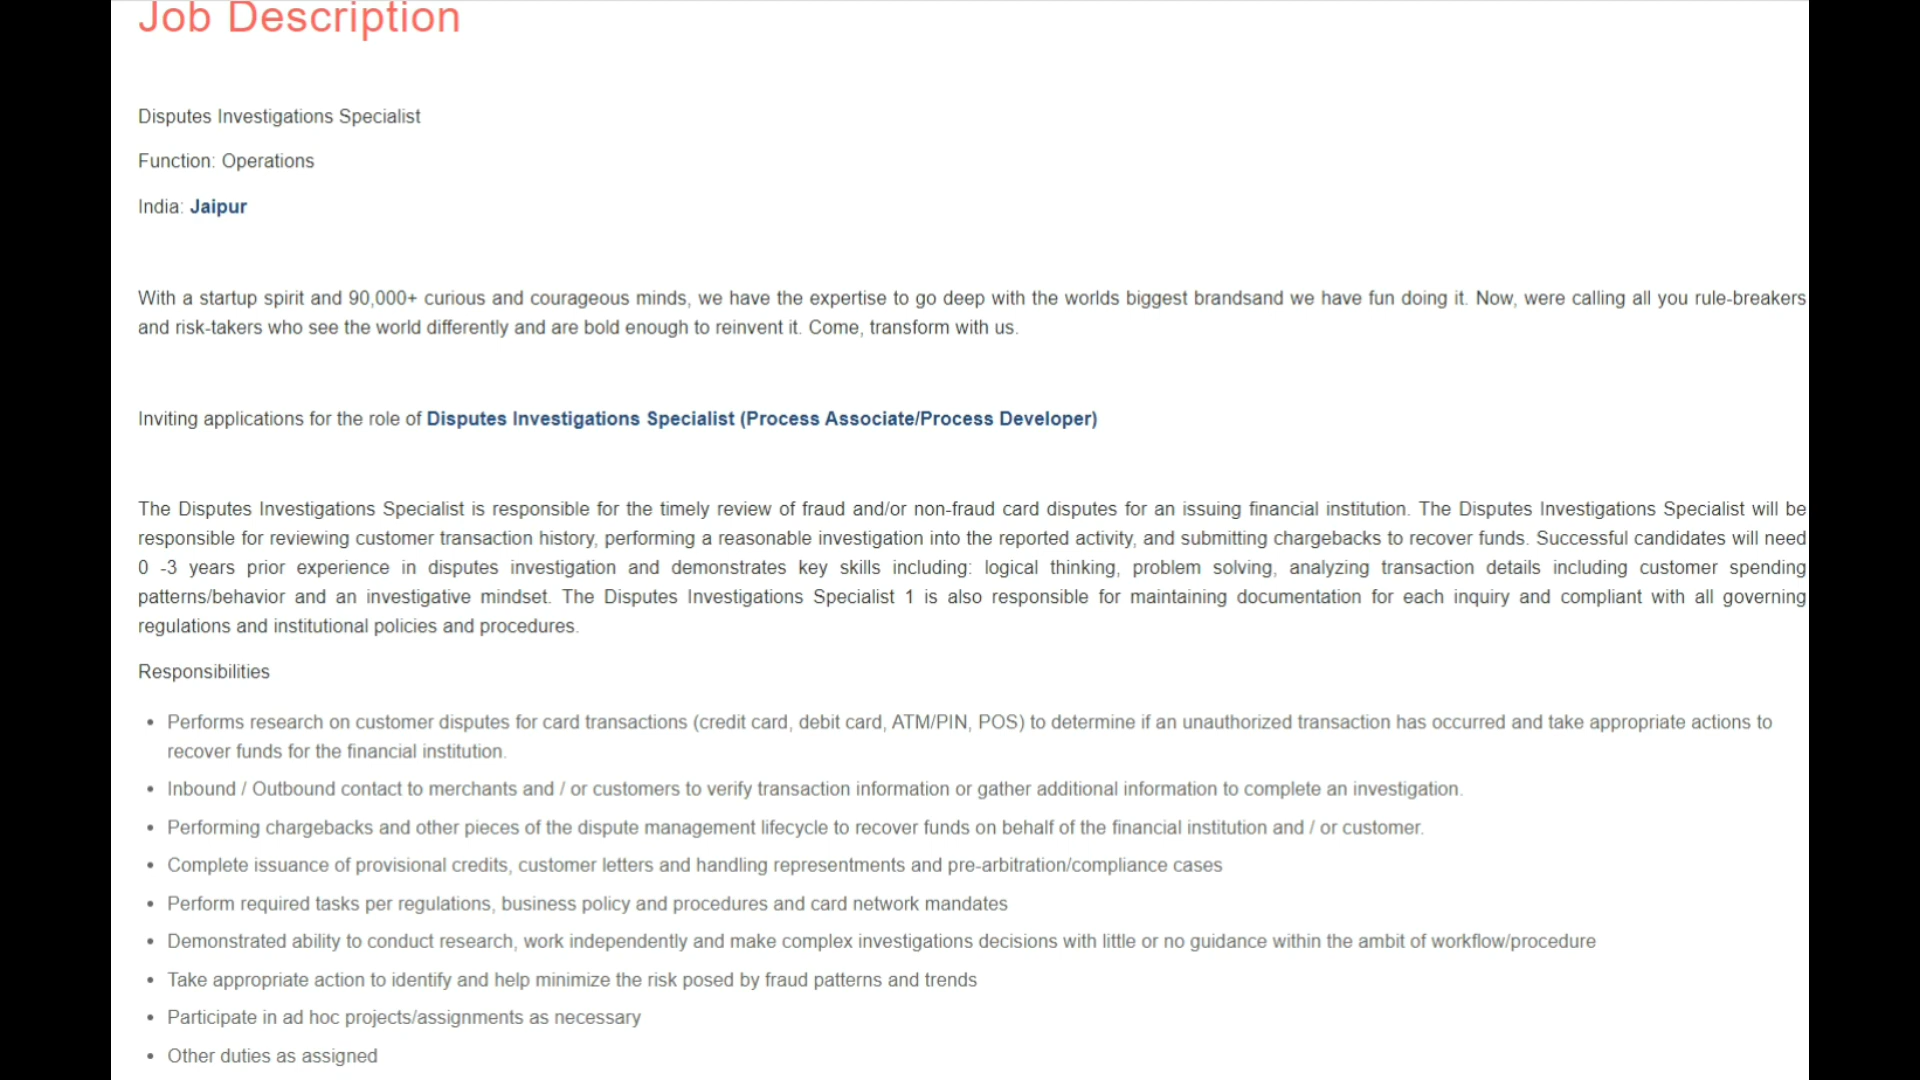 Job Description
Disputes Investigations Specialist
Function: Operations
India: Jaipur
With a startup spirit and 90,000+ curious and courageous minds, we have the expertise to go deep with the worlds biggest brandsand we have fun doing it. Now, were calling all you rule-breakers
and risk-takers who see the world differently and are bold enough to reinvent it. Come, transform with us.
Inviting applications for the role of Disputes Investigations Specialist (Process Associate/Process Developer)
The Disputes Investigations Specialist is responsible for the timely review of fraud and/or non-fraud card disputes for an issuing financial institution. The Disputes Investigations Specialist will be
responsible for reviewing customer transaction history, performing a reasonable investigation into the reported activity, and submitting chargebacks to recover funds. Successful candidates will need
0 -3 years prior experience in disputes investigation and demonstrates key skills including: logical thinking, problem solving, analyzing transaction details including customer spending
patterns/behavior and an investigative mindset. The Disputes Investigations Specialist 1 is also responsible for maintaining documentation for each inquiry and compliant with all governing
regulations and institutional policies and procedures.
Responsibilities
• Performs research on customer disputes for card transactions (credit card, debit card, ATM/PIN, POS) to determine if an unauthorized transaction has occurred and take appropriate actions to
recover funds for the financial institution.
• Inbound / Outbound contact to merchants and / or customers to verify transaction information or gather additional information to complete an investigation.
• Performing chargebacks and other pieces of the dispute management lifecycle to recover funds on behalf of the financial institution and / or customer.
• Complete issuance of provisional credits, customer letters and handling representments and pre-arbitration/compliance cases
• Perform required tasks per regulations, business policy and procedures and card network mandates
• Demonstrated ability to conduct research, work independently and make complex investigations decisions with little or no guidance within the ambit of workflow/procedure
• Take appropriate action to identify and help minimize the risk posed by fraud patterns and trends
• Participate in ad hoc projects/assignments as necessary
• Other duties as assigned